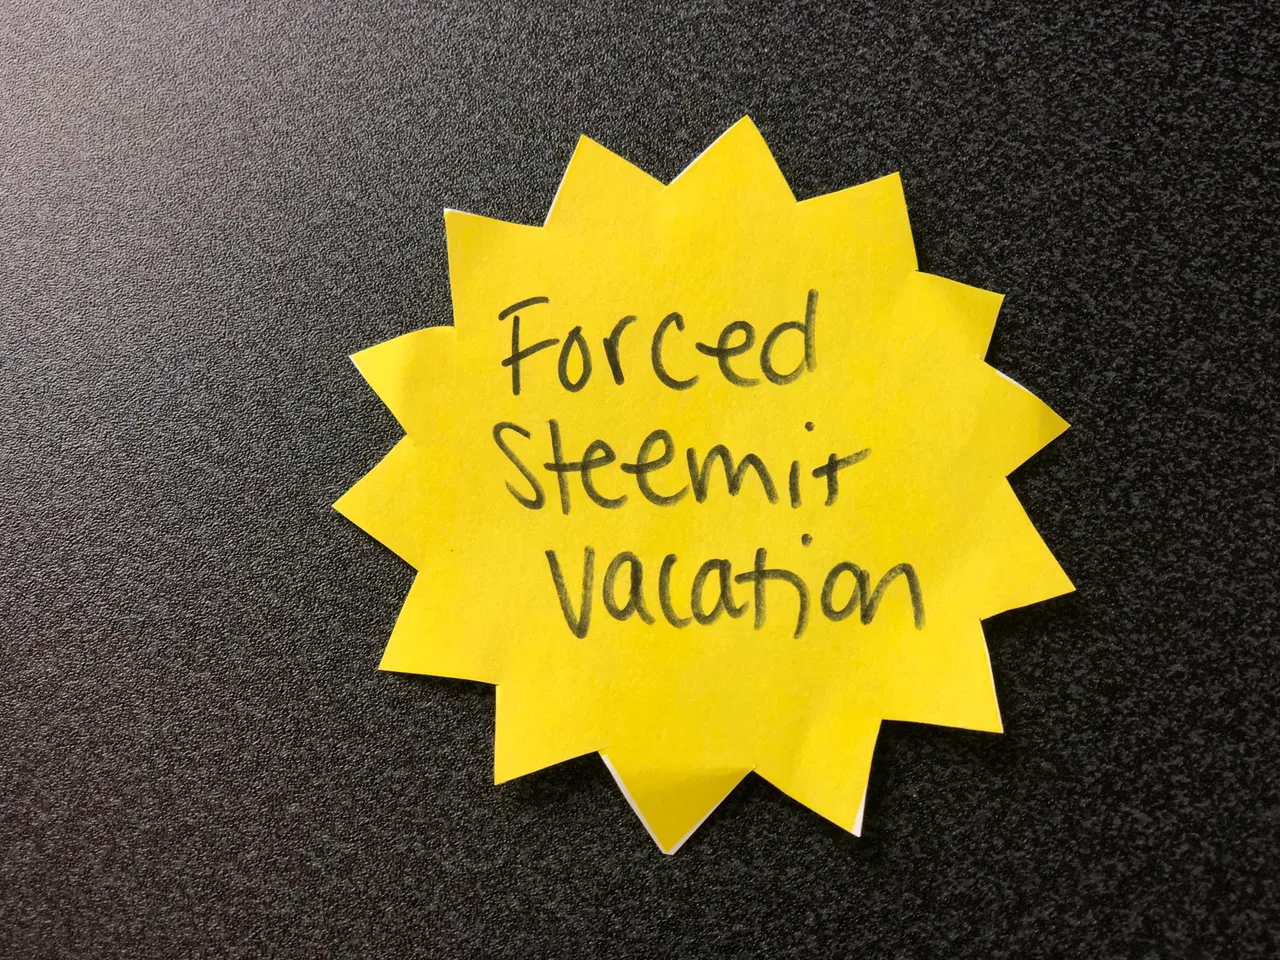 Forced
Steemit
Vacation